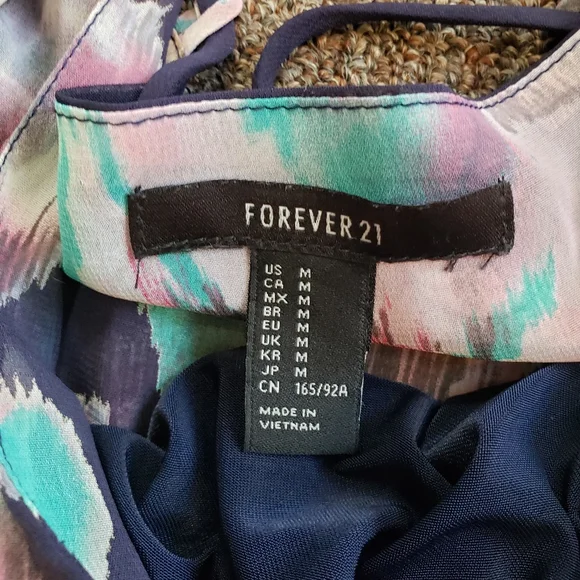 FOREVER 21
US M
CA M
MX M
BR M
EU M
UK M
KR M
JP M
CN 165/92A
MADE IN
VIETNAM